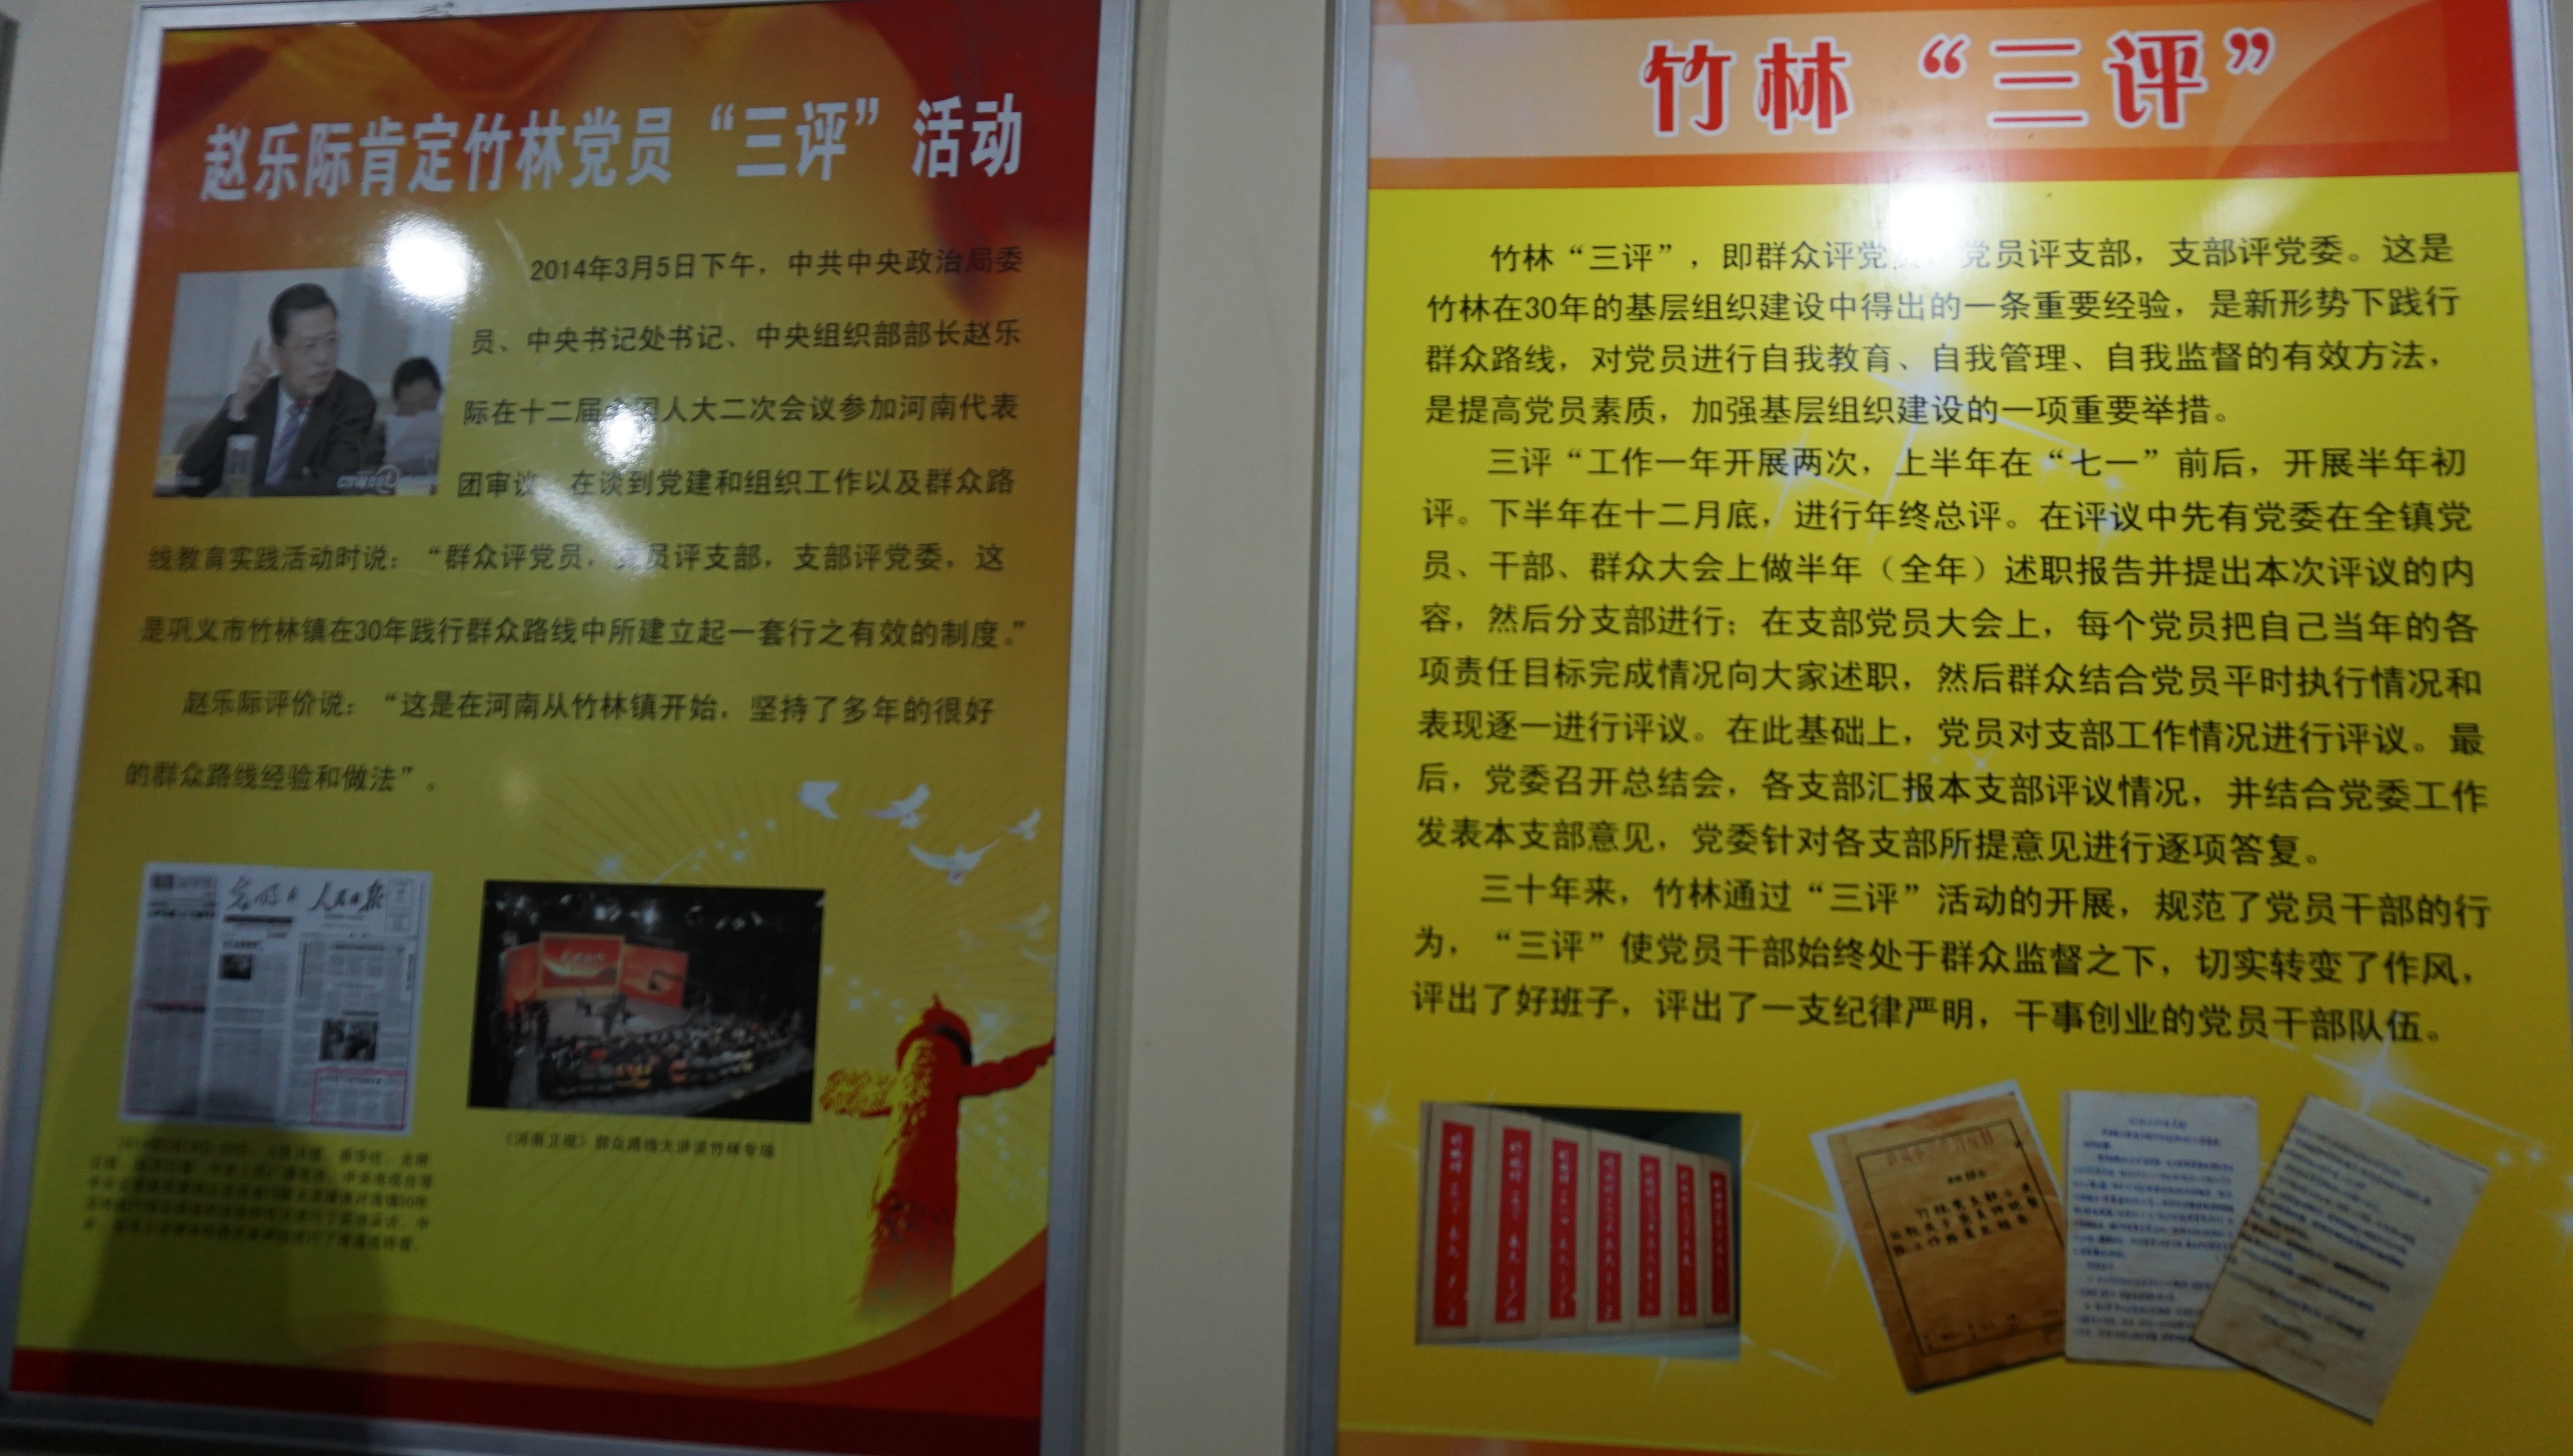 赵乐际肯定竹林党员“三评”活动
2014年3月5日下午，中共中央政治局委
员、中央书记处书记、中央组织部部长赵乐
际在十二届全国人大二次会议参加河南代表
团审议，在谈到党建和组织工作以及群众路
线教育实践活动时说：“群众评党员，党员评支部，支部评党委，这
是巩义市竹林镇在30年践行群众路线中所建立起一套行之有效的制度。”
赵乐际评价说：“这是在河南从竹林镇开始，坚持了多年的很好
的群众路线经验和做法”。
人民日报
《河南卫视》群众路线大讲谈竹林专场
竹林“三评”
竹林“三评”，即群众评党员，党员评支部，支部评党委。这是
竹林在30年的基层组织建设中得出的一条重要经验，是新形势下践行
群众路线，对党员进行自我教育、自我管理、自我监督的有效方法，
是提高党员素质，加强基层组织建设的一项重要举措。
三评“工作一年开展两次，上半年在“七一”前后，开展半年初
评。下半年在十二月底，进行年终总评。在评议中先有党委在全镇党
员、干部、群众大会上做半年（全年）述职报告并提出本次评议的内
容，然后分支部进行；在支部党员大会上，每个党员把自己当年的各
项责任目标完成情况向大家述职，然后群众结合党员平时执行情况和
表现逐一进行评议。在此基础上，党员对支部工作情况进行评议。最
后，党委召开总结会，各支部汇报本支部评议情况，并结合党委工作
发表本支部意见，党委针对各支部所提意见进行逐项答复。
三十年来，竹林通过“三评”活动的开展，规范了党员干部的行
为，“三评”使党员干部始终处于群众监督之下，切实转变了作风，
评出了好班子，评出了一支纪律严明，干事创业的党员干部队伍。